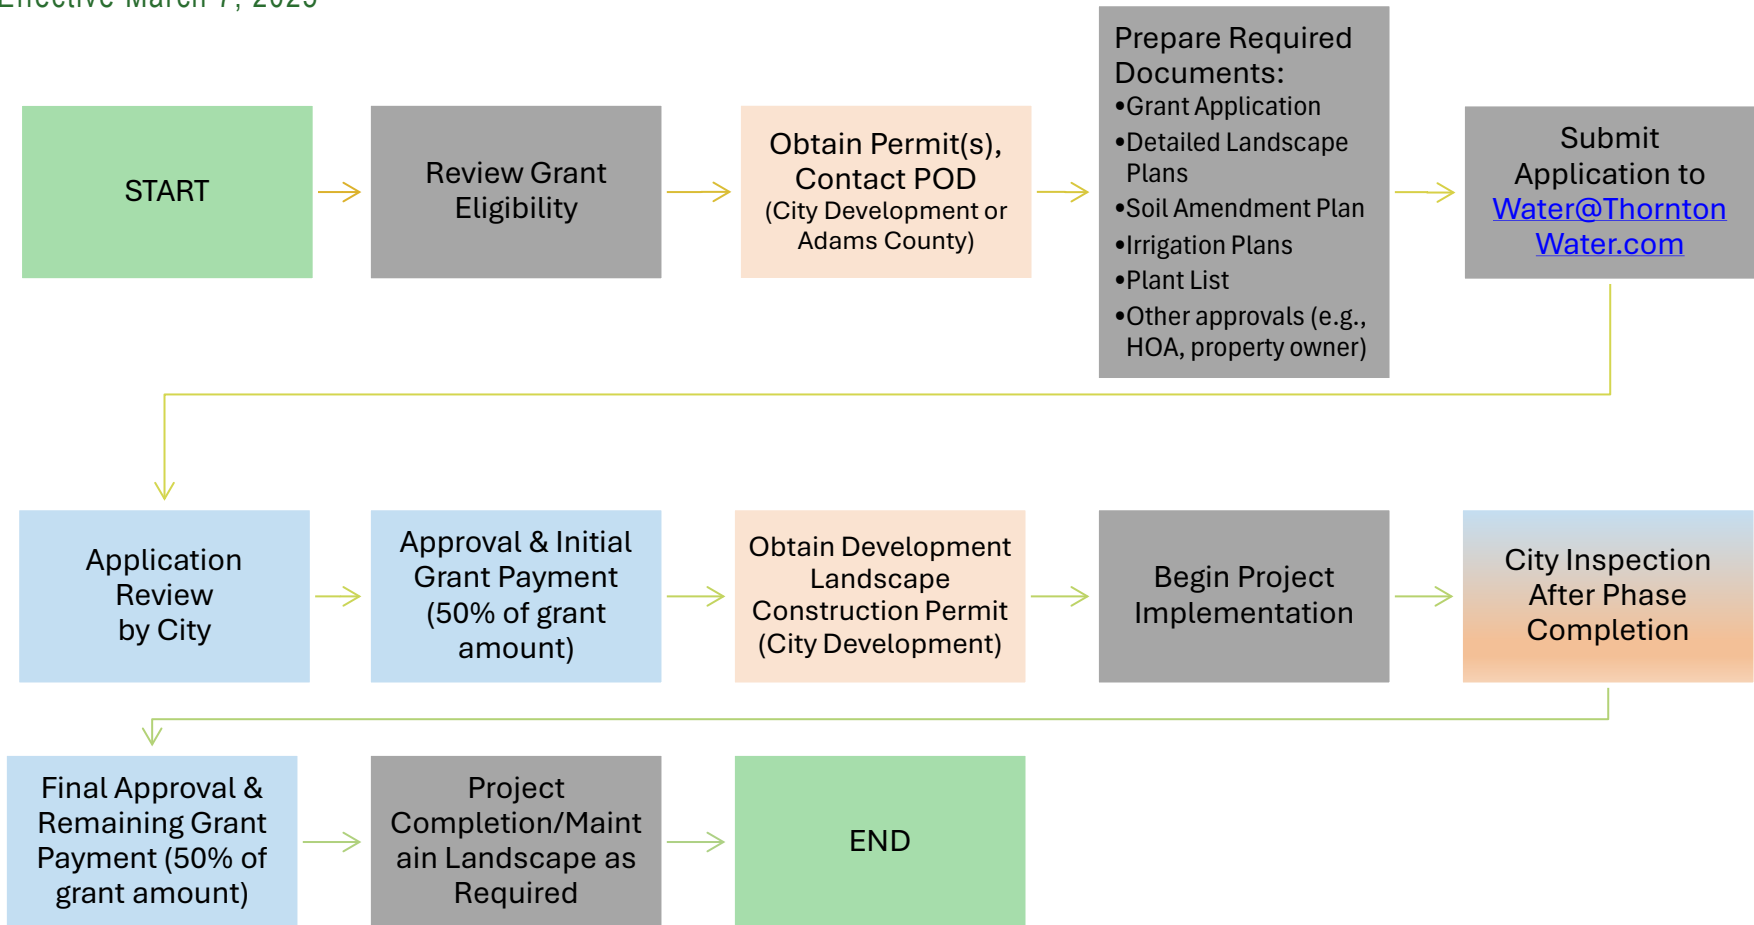 Effective March 7, 2025
START
Review Grant
Eligibility
Obtain Permit(s),
Contact POD
(City Development or
Adams County)
Prepare Required
Documents:
•Grant Application
•Detailed Landscape
Plans
•Soil Amendment Plan
•Irrigation Plans
•Plant List
•Other approvals (e.g.,
HOA, property owner)
Submit
Application to
Water@Thornton
Water.com
Application
Review
by City
Approval & Initial
Grant Payment
(50% of grant
amount)
Obtain Development
Landscape
Construction Permit
(City Development)
Begin Project
Implementation
City Inspection
After Phase
Completion
Final Approval &
Remaining Grant
Payment (50% of
grant amount)
Project
Completion/Maint
ain Landscape as
Required
END